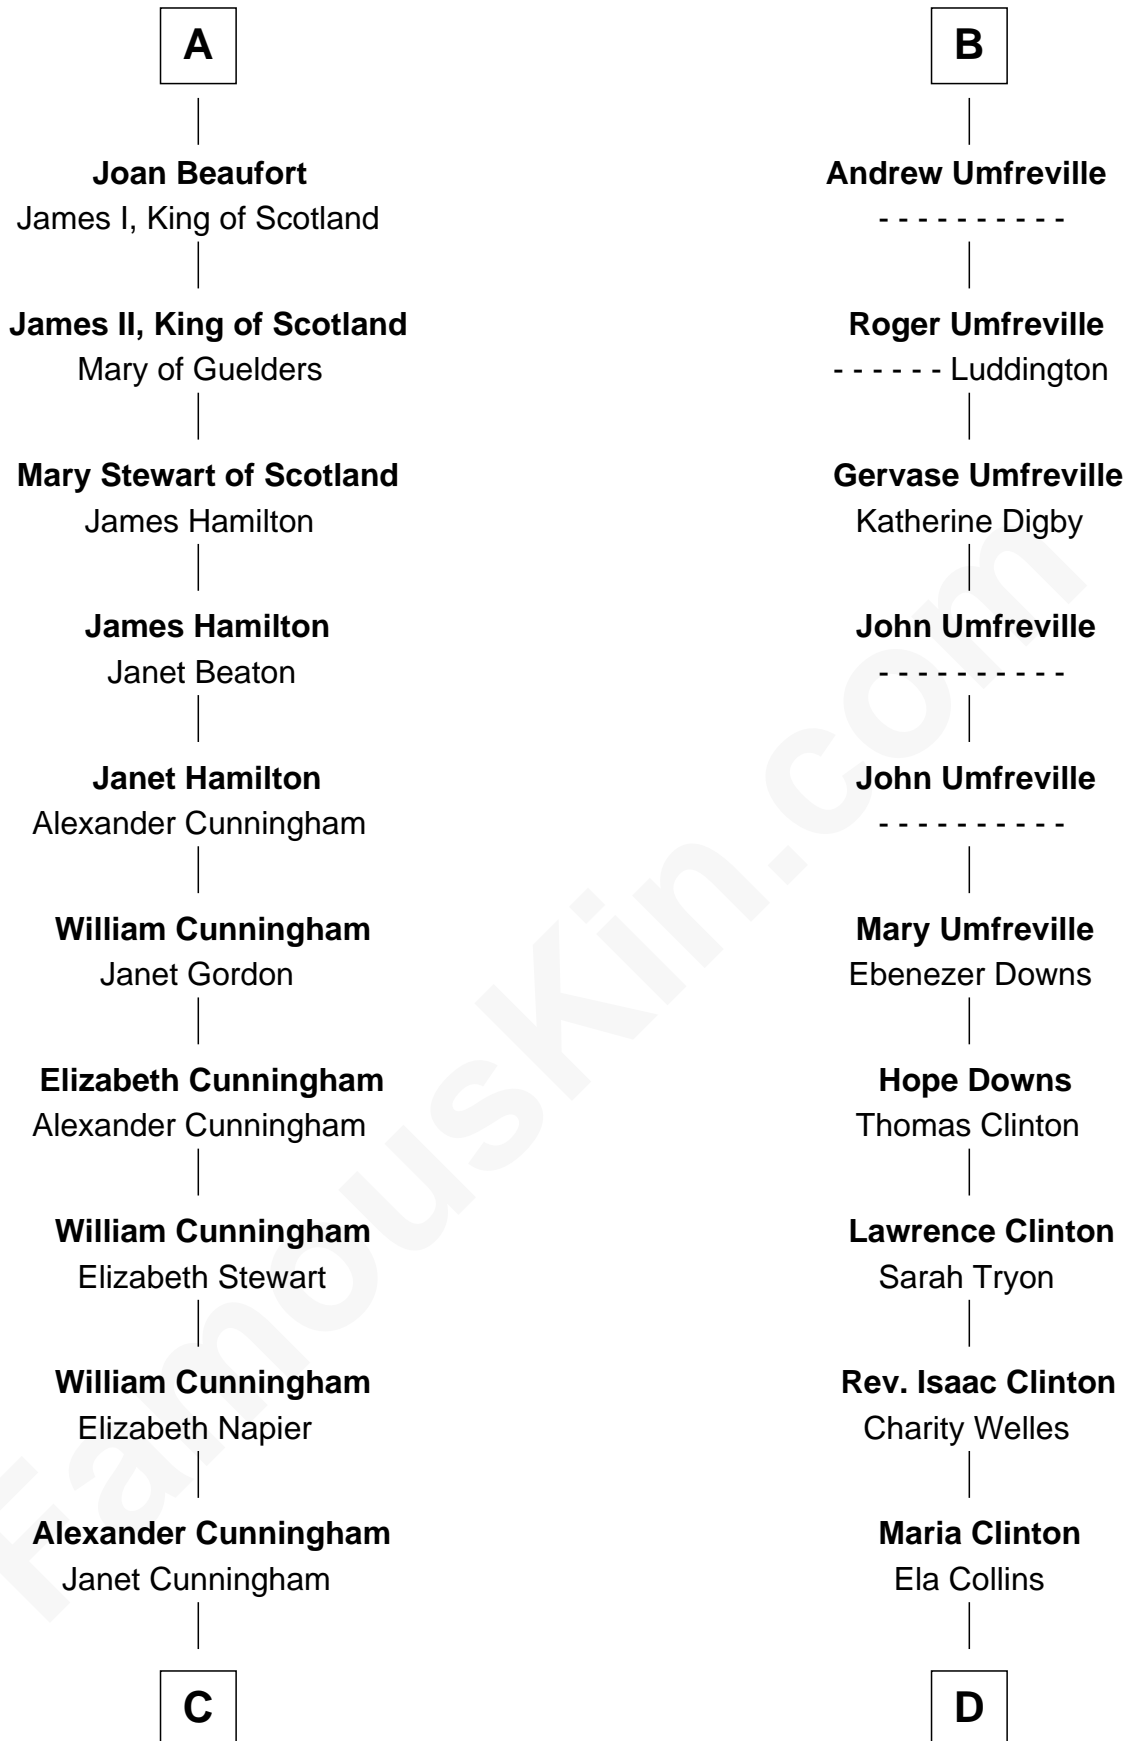 A
Joan Beaufort
James I, King of Scotland
James II, King of Scotland
Mary of Guelders
Mary Stewart of Scotland
James Hamilton
James Hamilton
Janet Beaton
Janet Hamilton
Alexander Cunningham
William Cunningham
Janet Gordon
Elizabeth Cunningham
Alexander Cunningham
William Cunningham
Elizabeth Stewart
William Cunningham
Elizabeth Napier
Alexander Cunningham
Janet Cunningham
C
B
Andrew Umfreville
- - - - - - - - - -
Roger Umfreville
- - - - - - Luddington
Gervase Umfreville
Katherine Digby
John Umfreville
- - - - - - - - - -
John Umfreville
- - - - - - - - - -
Mary Umfreville
Ebenezer Downs
Hope Downs
Thomas Clinton
Lawrence Clinton
Sarah Tryon
Rev. Isaac Clinton
Charity Welles
Maria Clinton
Ela Collins
D
FamousKin.com